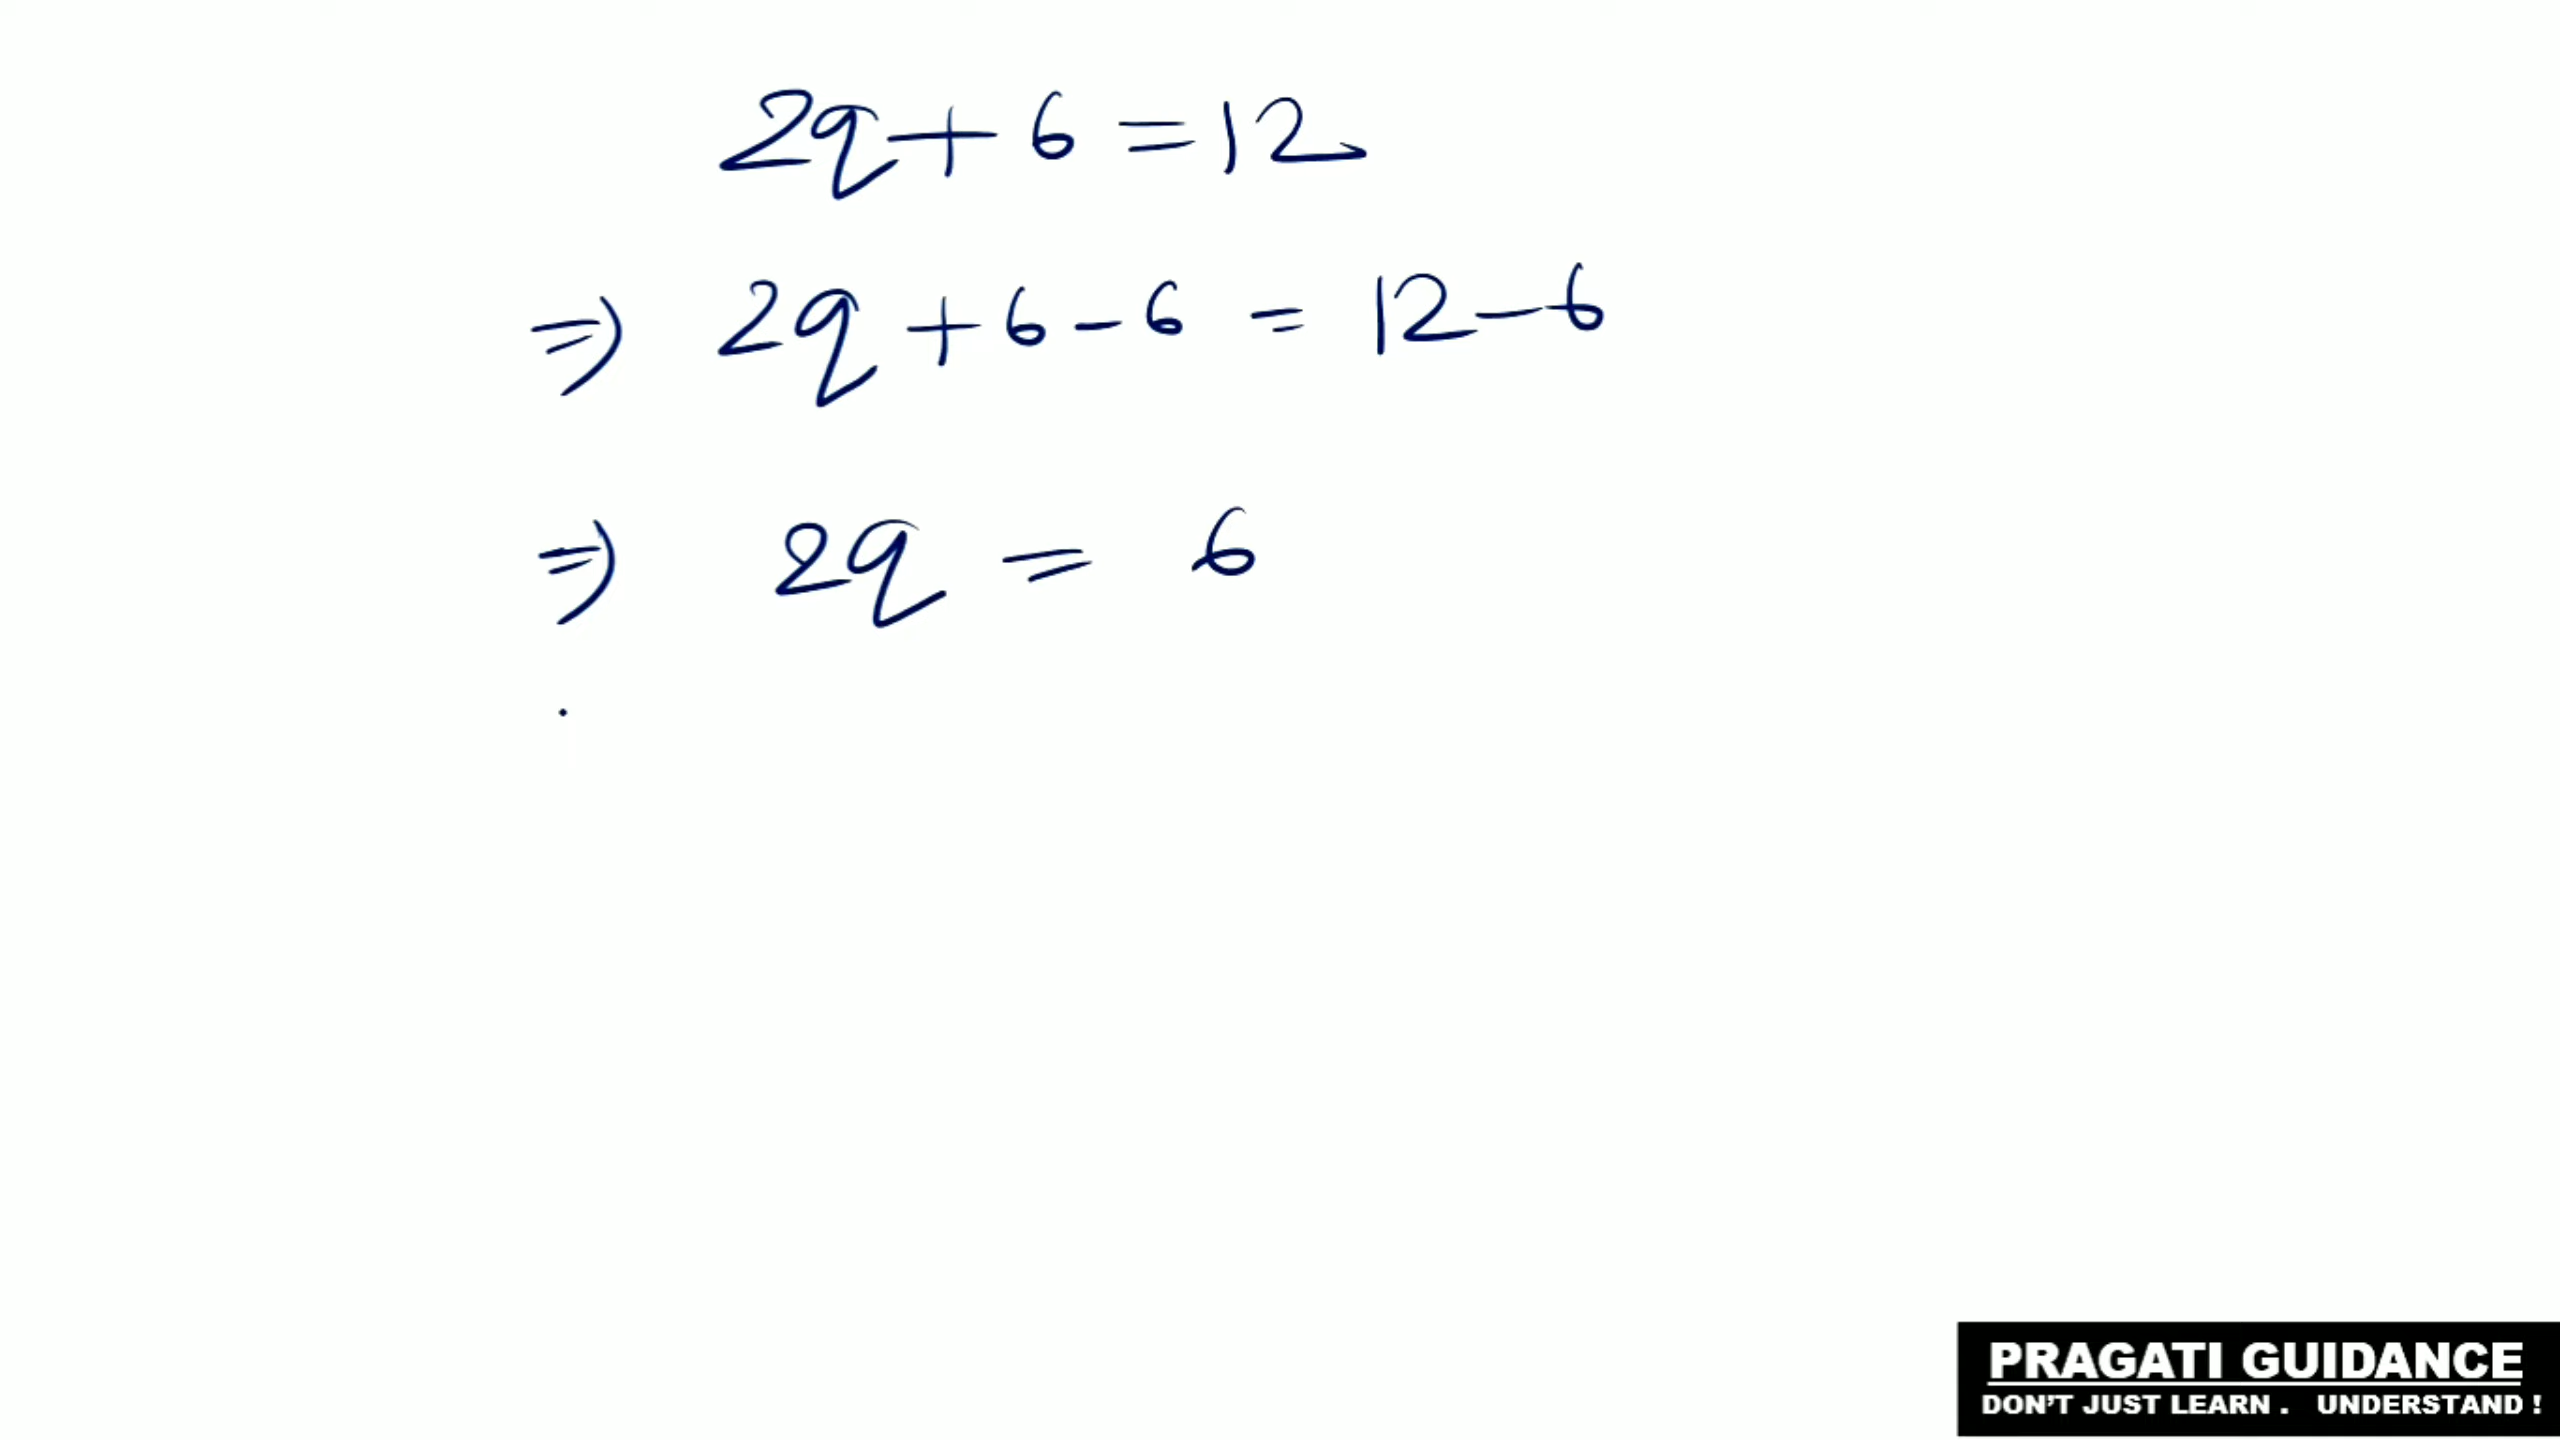 2q + 6 = 12
⇒ 2q + 6 - 6 = 12 - 6
⇒ 2q = 6
PRAGATI GUIDANCE
DON'T JUST LEARN . UNDERSTAND !